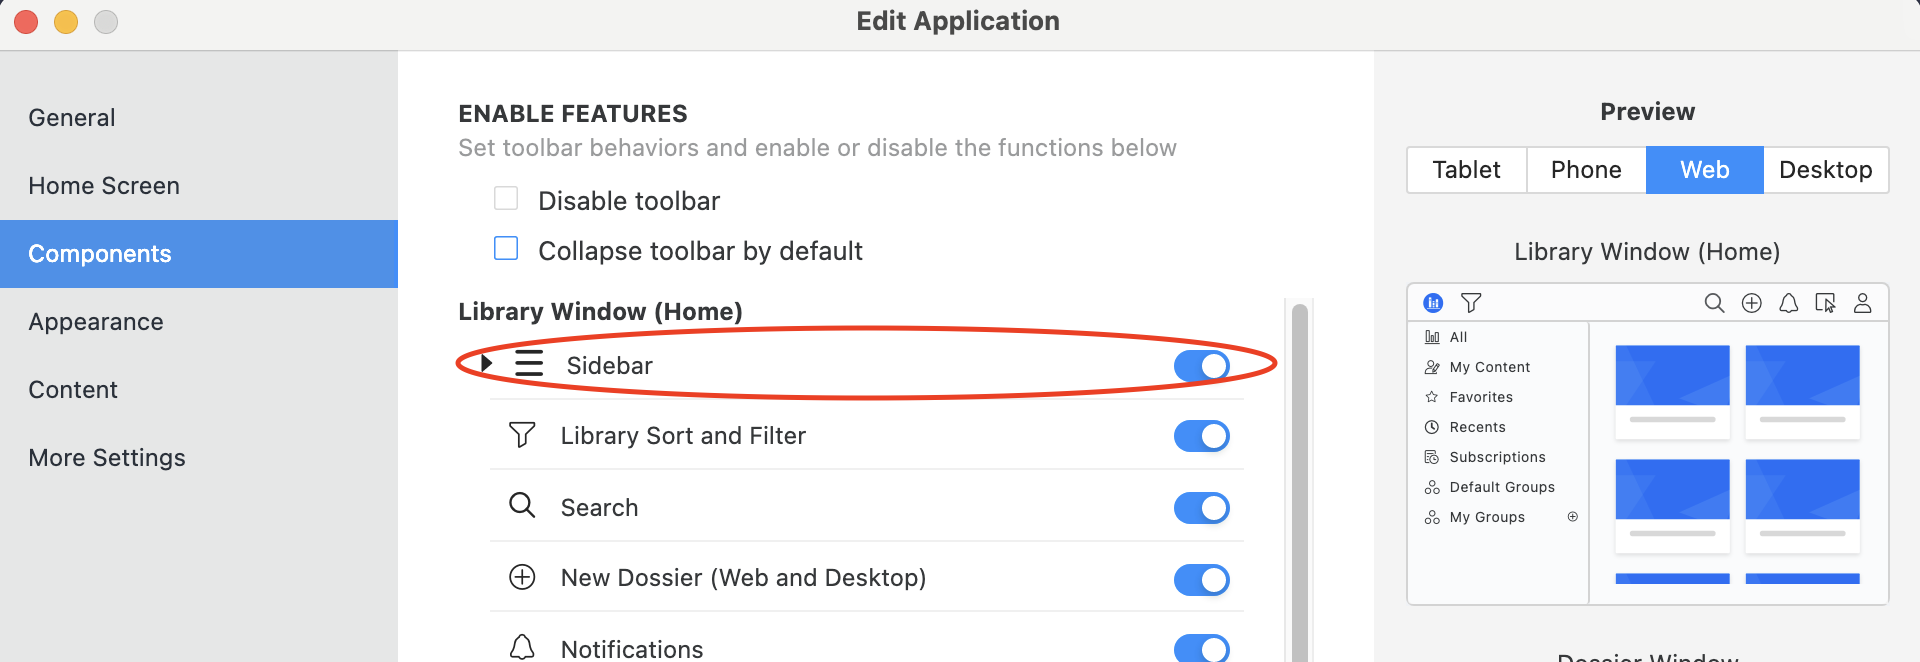 Edit Application
General
Home Screen
Components
Appearance
Content
More Settings
ENABLE FEATURES
Set toolbar behaviors and enable or disable the functions below
Disable toolbar
Collapse toolbar by default
Library Window (Home)
Sidebar
Library Sort and Filter
Search
New Dossier (Web and Desktop)
Notifications
Preview
Tablet Phone Web Desktop
Library Window (Home)
All
My Content
Favorites
Recents
Subscriptions
Default Groups
My Groups
Dossier Window